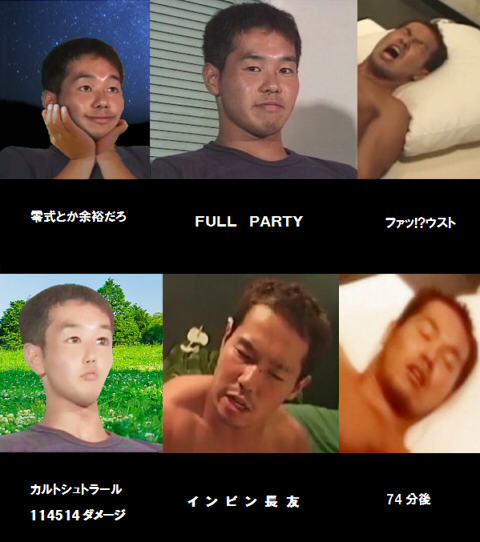 零式とか余裕だろ
FULL PARTY
ファッ!?ウスト
カルトシュトラール
114514ダメージ
インビン長友
74分後